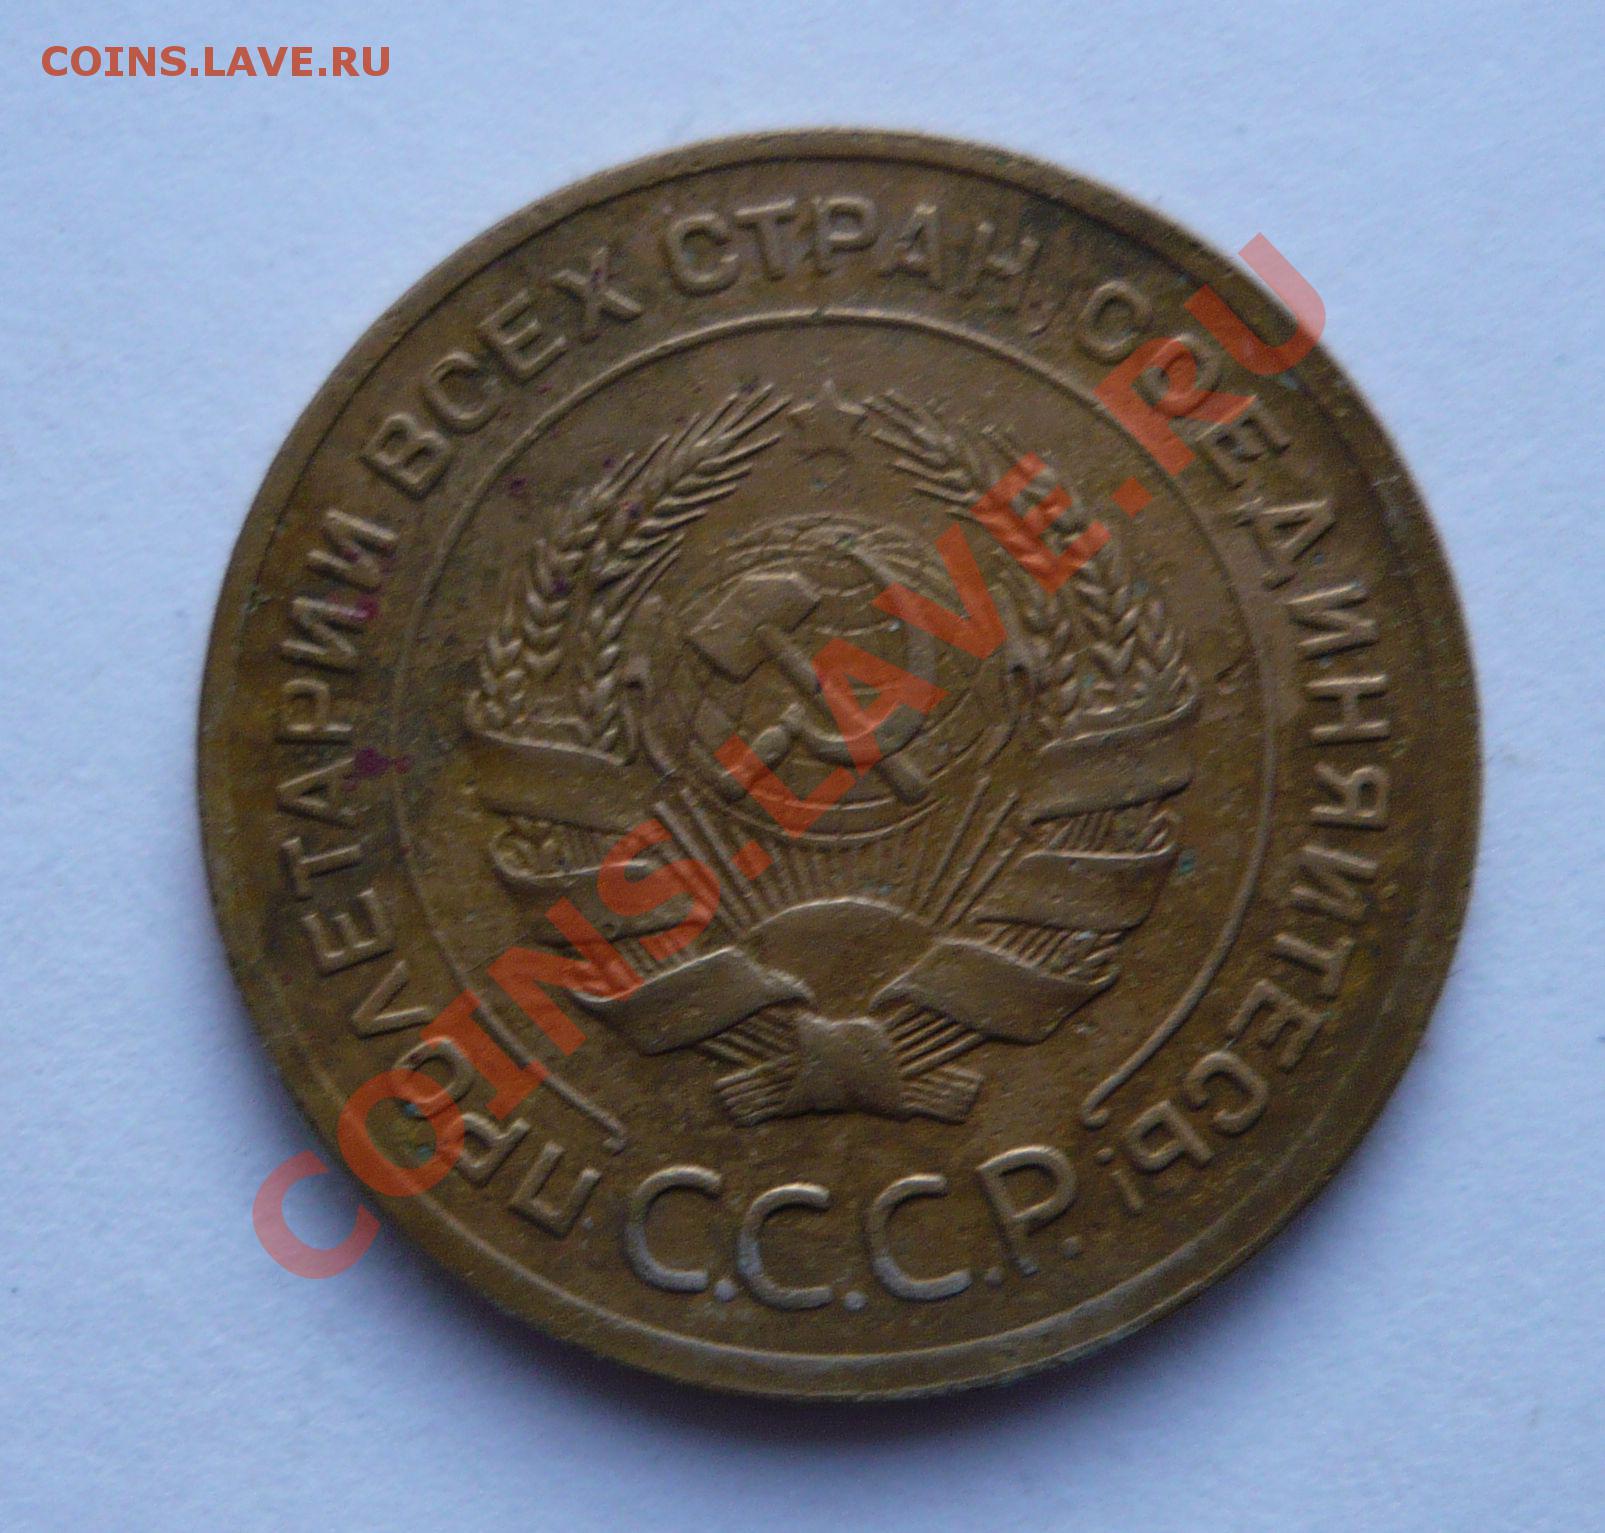 COINS.LAVE.RU
ПРОЛЕТАРИИ ВСЕХ СТРАН, СОЕДИНЯЙТЕСЬ!
С.С.С.Р.
COINS.LAVE.RU